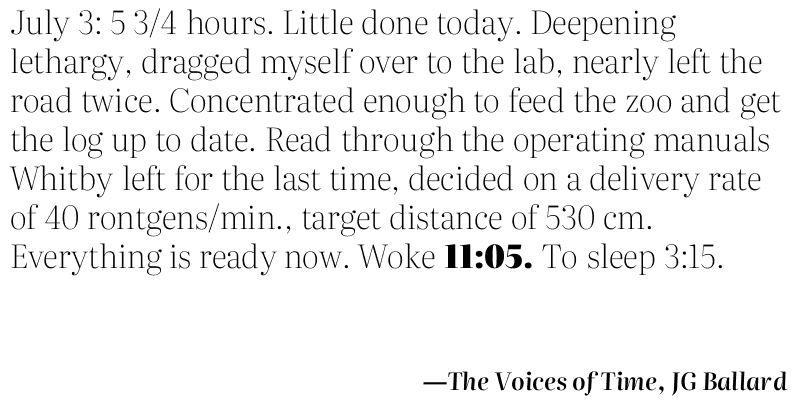 July 3: 5 3/4 hours. Little done today. Deepening
lethargy, dragged myself over to the lab, nearly left the
road twice. Concentrated enough to feed the zoo and get
the log up to date. Read through the operating manuals
Whitby left for the last time, decided on a delivery rate
of 40 rontgens/min., target distance of 530 cm.
Everything is ready now. Woke 11:05. To sleep 3:15.
—The Voices of Time, JG Ballard